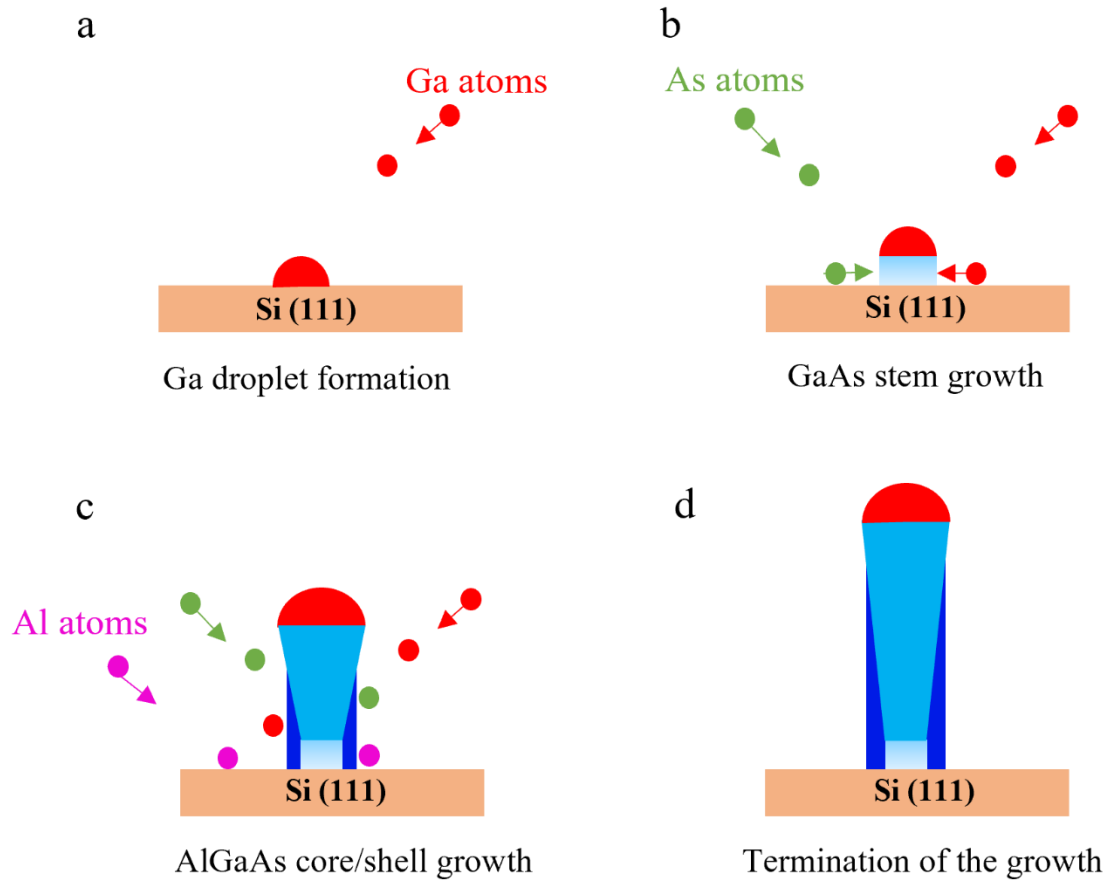 a
Ga atoms
Si (111)
Ga droplet formation
b
As atoms
Si (111)
GaAs stem growth
c
Al atoms
Si (111)
AlGaAs core/shell growth
d
Si (111)
Termination of the growth